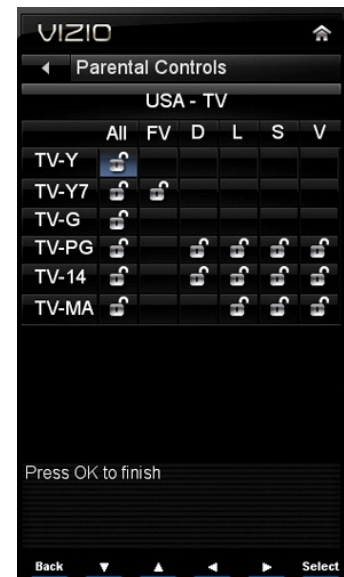 VIZIO
Parental Controls
USA - TV
All FV D L S V
TV-Y
TV-Y7
TV-G
TV-PG
TV-14
TV-MA
Press OK to finish
Back ▼ ▲ ◄ ► Select